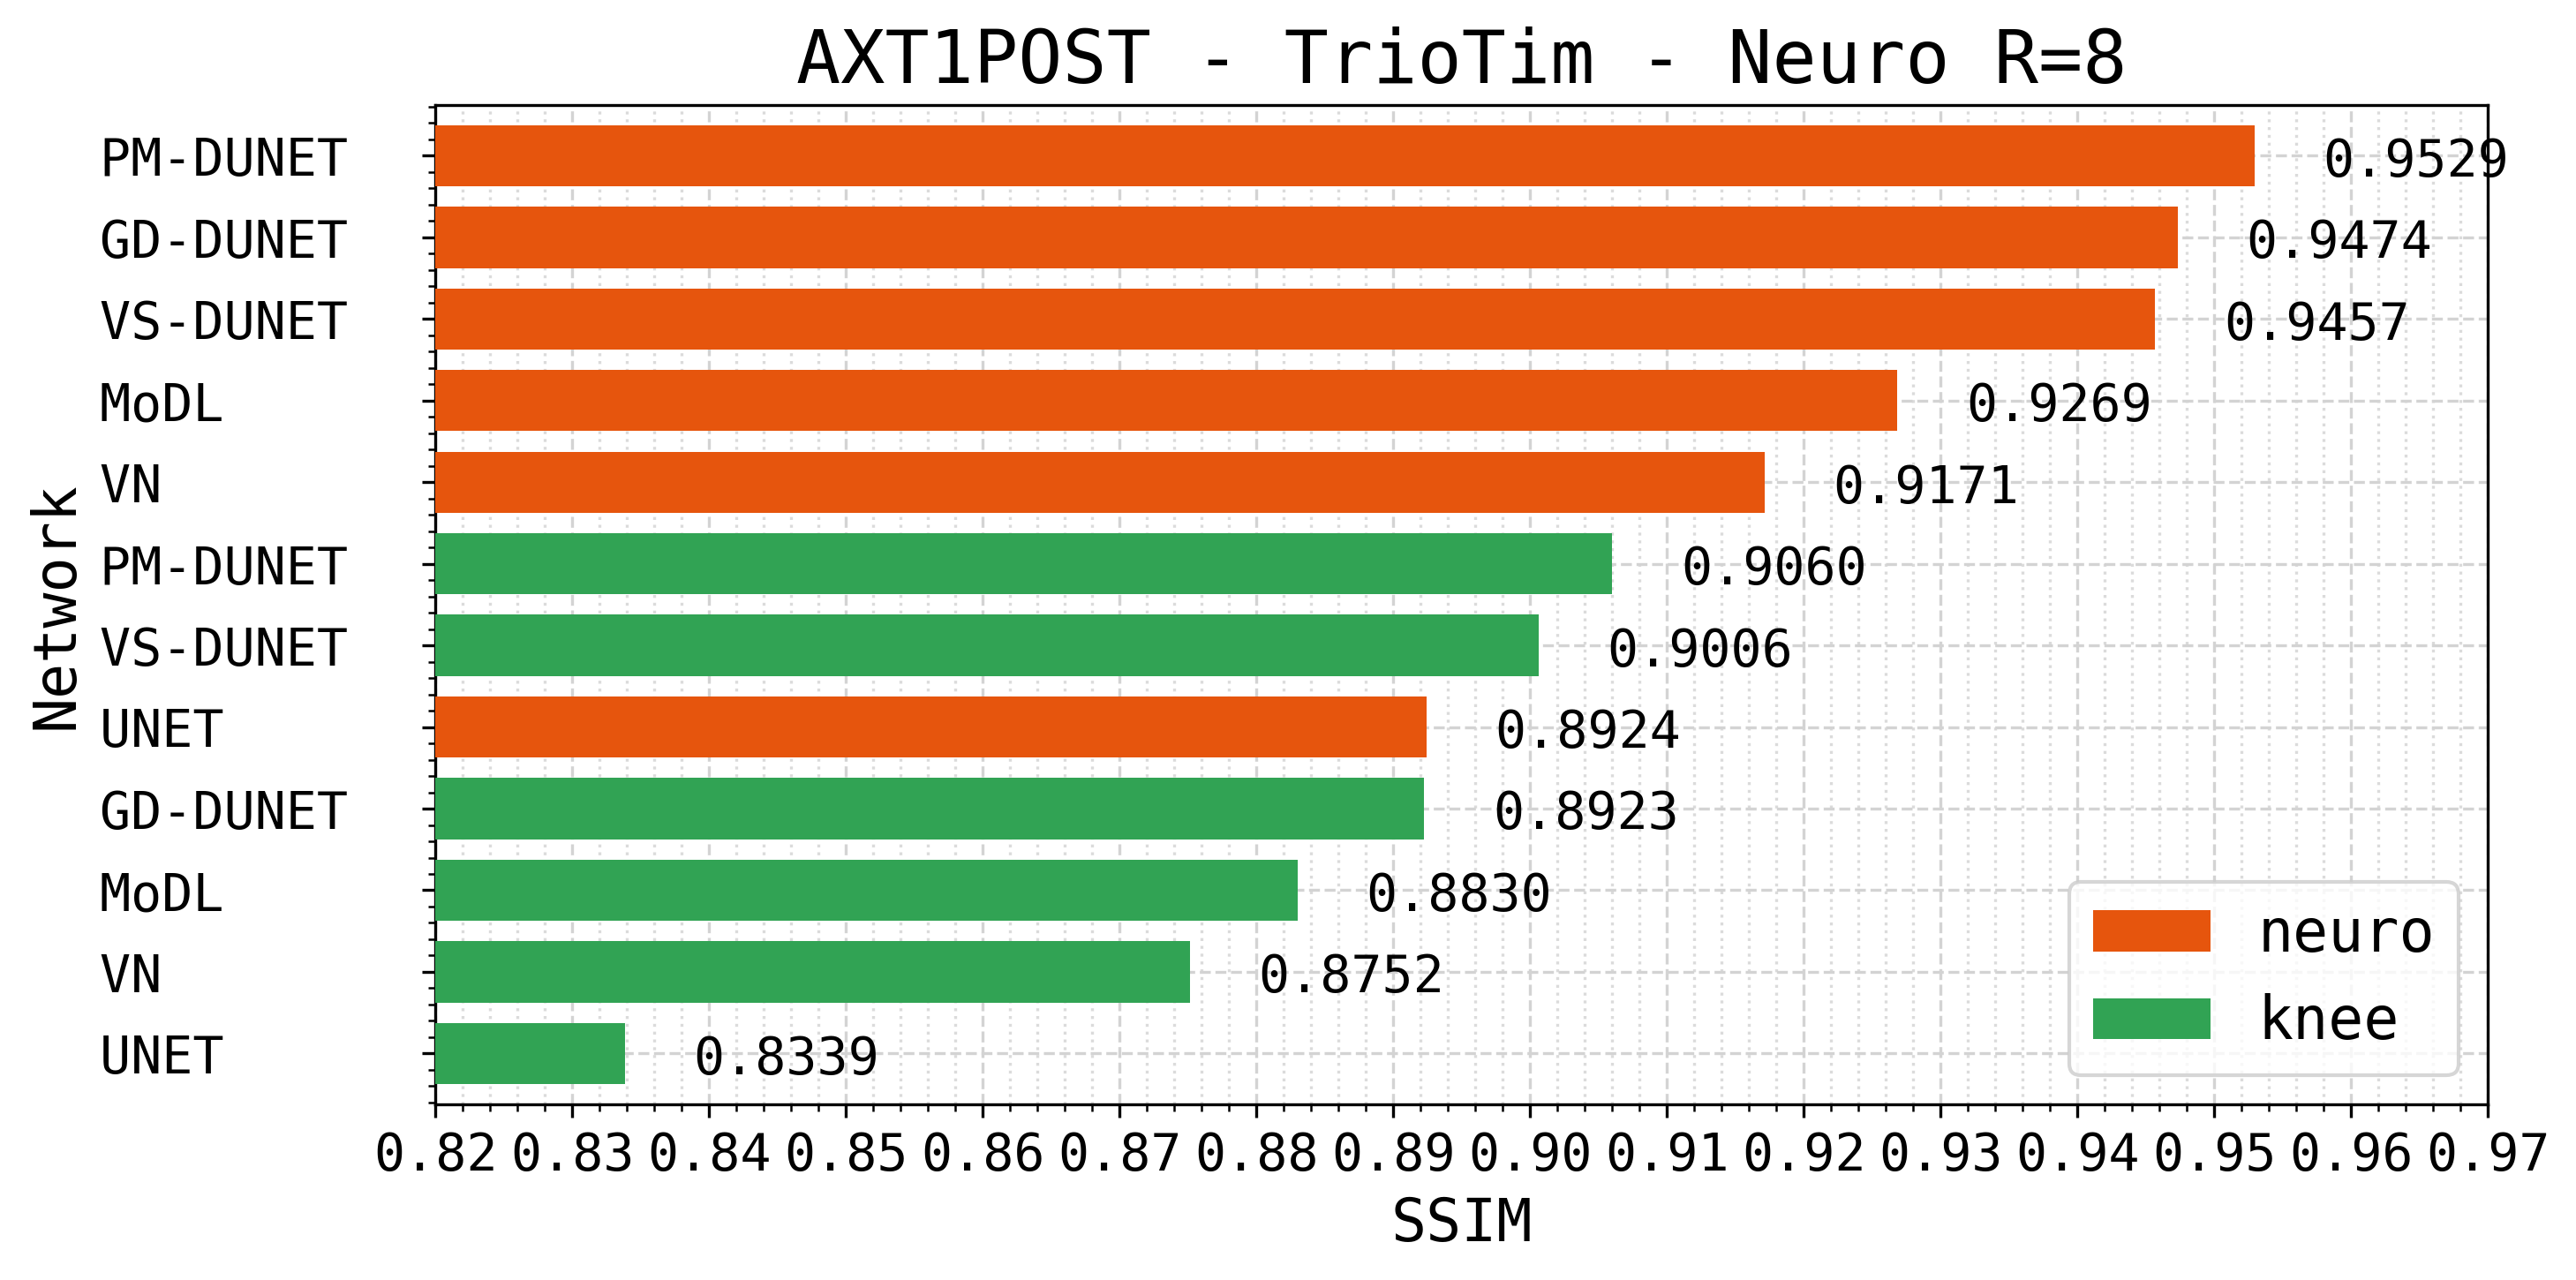 AXT1POST - TrioTim - Neuro R=8
Network
PM-DUNET 0.9529
GD-DUNET 0.9474
VS-DUNET 0.9457
MoDL 0.9269
VN 0.9171
PM-DUNET 0.9060
VS-DUNET 0.9006
UNET 0.8924
GD-DUNET 0.8923
MoDL 0.8830
VN 0.8752
UNET 0.8339
neuro
knee
0.82 0.83 0.84 0.85 0.86 0.87 0.88 0.89 0.90 0.91 0.92 0.93 0.94 0.95 0.96 0.97
SSIM